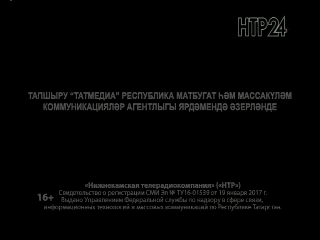 НТР24
ТАПШЫРУ "ТАТМЕДИА" РЕСПУБЛИКА МАТБУГАТ ҺӘМ МАССАКҮЛӘМ
КОММУНИКАЦИЯЛӘР АГЕНТЛЫГЫ ЯРДӘМЕНДӘ ӘЗЕРЛӘНДЕ
«Нижнекамская телерадиокомпания» («НТР»)
16+ Свидетельство о регистрации СМИ Эл № ТУ16-01539 от 19 января 2017 г.
Выдано Управлением Федеральной службы по надзору в сфере связи,
информационных технологий и массовых коммуникаций по Республике Татарстан.